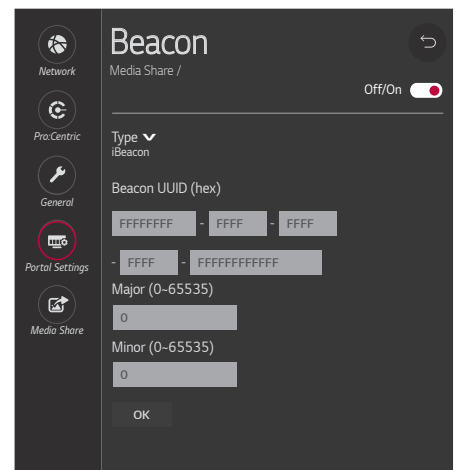 Beacon
Media Share /
Off/On
Network
Pro:Centric
General
Portal Settings
Media Share
Type
iBeacon
Beacon UUID (hex)
FFFFFFFF - FFFF - FFFF
- FFFF - FFFFFFFFFFFF
Major (0~65535)
0
Minor (0~65535)
0
OK